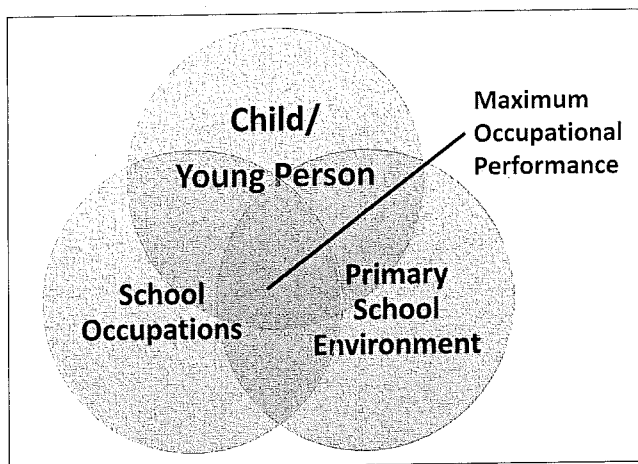 Child/
Young Person
Maximum
Occupational
Performance
School
Occupations
Primary
School
Environment